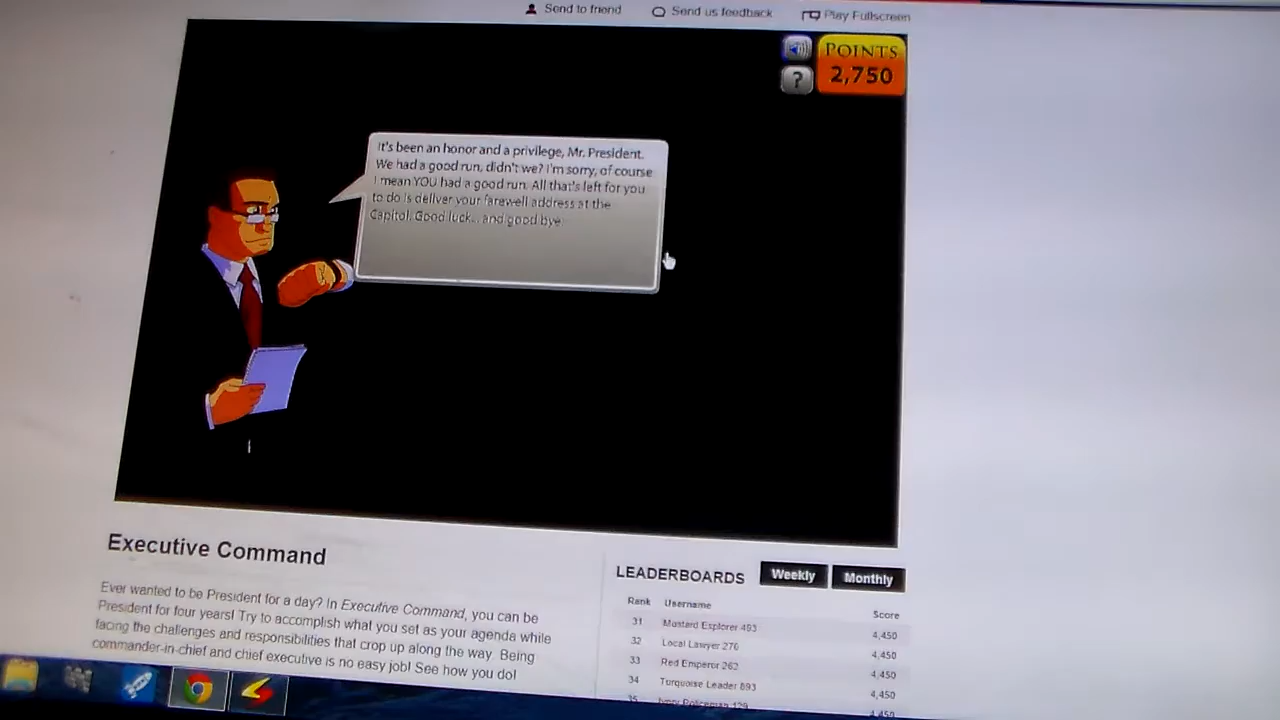 Send to friend
Send us feedback
Play Fullscreen
POINTS
2,750
?
It's been an honor and a privilege, Mr. President.
We had a good run, didn't we? I'm sorry, of course
I mean YOU had a good run. All that's left for you
to do is deliver your farewell address at the
Capitol. Good luck... and good bye
Executive Command
Ever wanted to be President for a day? In Executive Command, you can be
President for four years! Try to accomplish what you set as your agenda while
facing the challenges and responsibilities that crop up along the way. Being
commander-in-chief and chief executive is no easy job! See how you do!
LEADERBOARDS
Weekly
Monthly
Rank Username Score
31 Mustard Explorer 493 4,450
32 Local Lawyer 276 4,450
33 Red Emperor 262 4,450
34 Turquoise Leader 893 4,450
35 Policeman 129 4,450